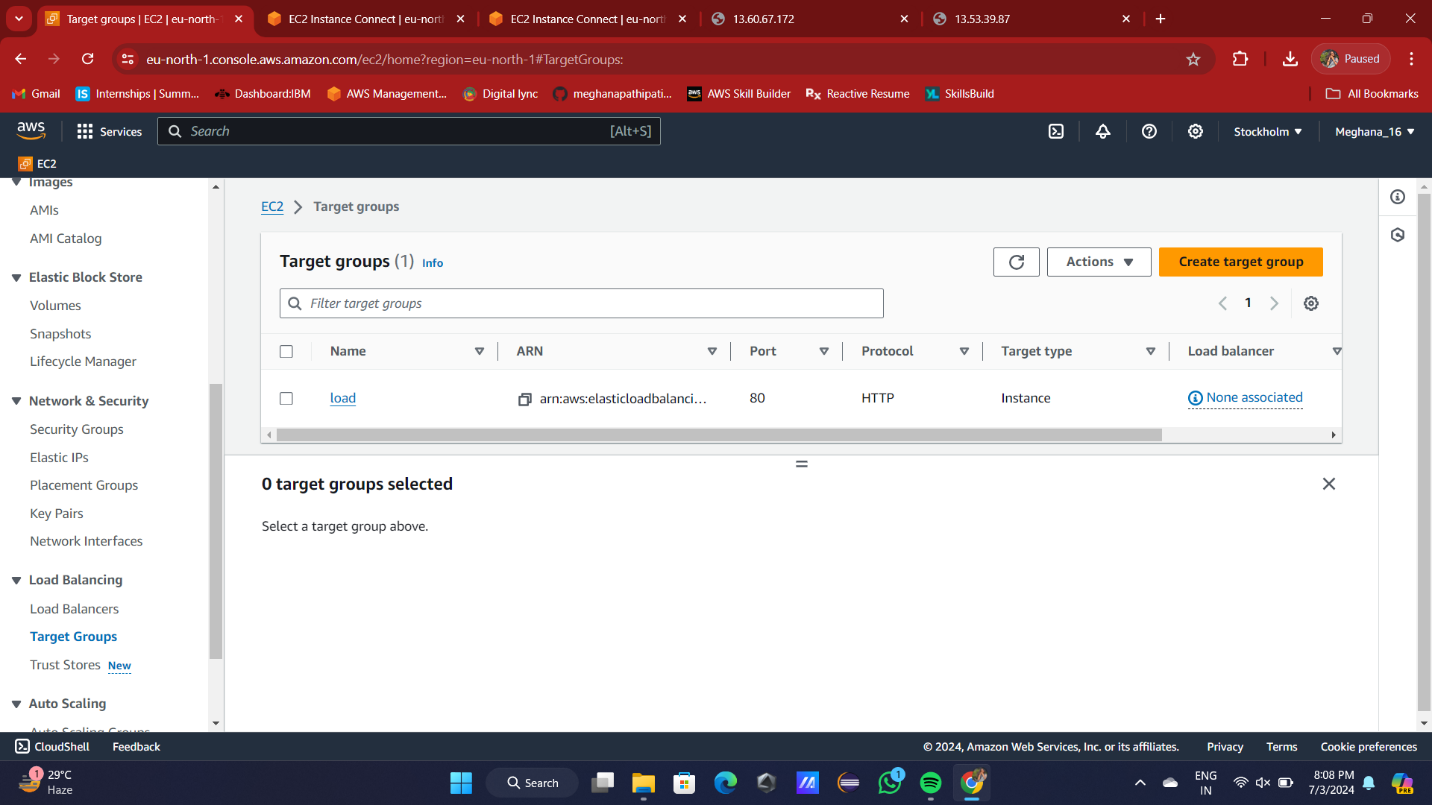 Target groups | EC2 | eu-north-1
EC2 Instance Connect | eu-nort
EC2 Instance Connect | eu-nort
13.60.67.172
13.53.39.87
eu-north-1.console.aws.amazon.com/ec2/home?region=eu-north-1#TargetGroups:
Paused
Gmail
Internships | Summ...
Dashboard:IBM
AWS Management...
Digital lync
meghanapathipati...
AWS Skill Builder
Reactive Resume
SkillsBuild
All Bookmarks
aws
Services
Search
[Alt+S]
Stockholm
Meghana_16
EC2
Images
AMIs
AMI Catalog
Elastic Block Store
Volumes
Snapshots
Lifecycle Manager
Network & Security
Security Groups
Elastic IPs
Placement Groups
Key Pairs
Network Interfaces
Load Balancing
Load Balancers
Target Groups
Trust Stores New
Auto Scaling
Auto Scaling Groups
EC2 > Target groups
Target groups (1) Info
Actions
Create target group
Filter target groups
1
Name ARN Port Protocol Target type Load balancer
load arn:aws:elasticloadbalanci... 80 HTTP Instance None associated
0 target groups selected
Select a target group above.
CloudShell
Feedback
© 2024, Amazon Web Services, Inc. or its affiliates.
Privacy
Terms
Cookie preferences
1
29°C
Haze
Search
1
ENG
IN
8:08 PM
7/3/2024
PRE